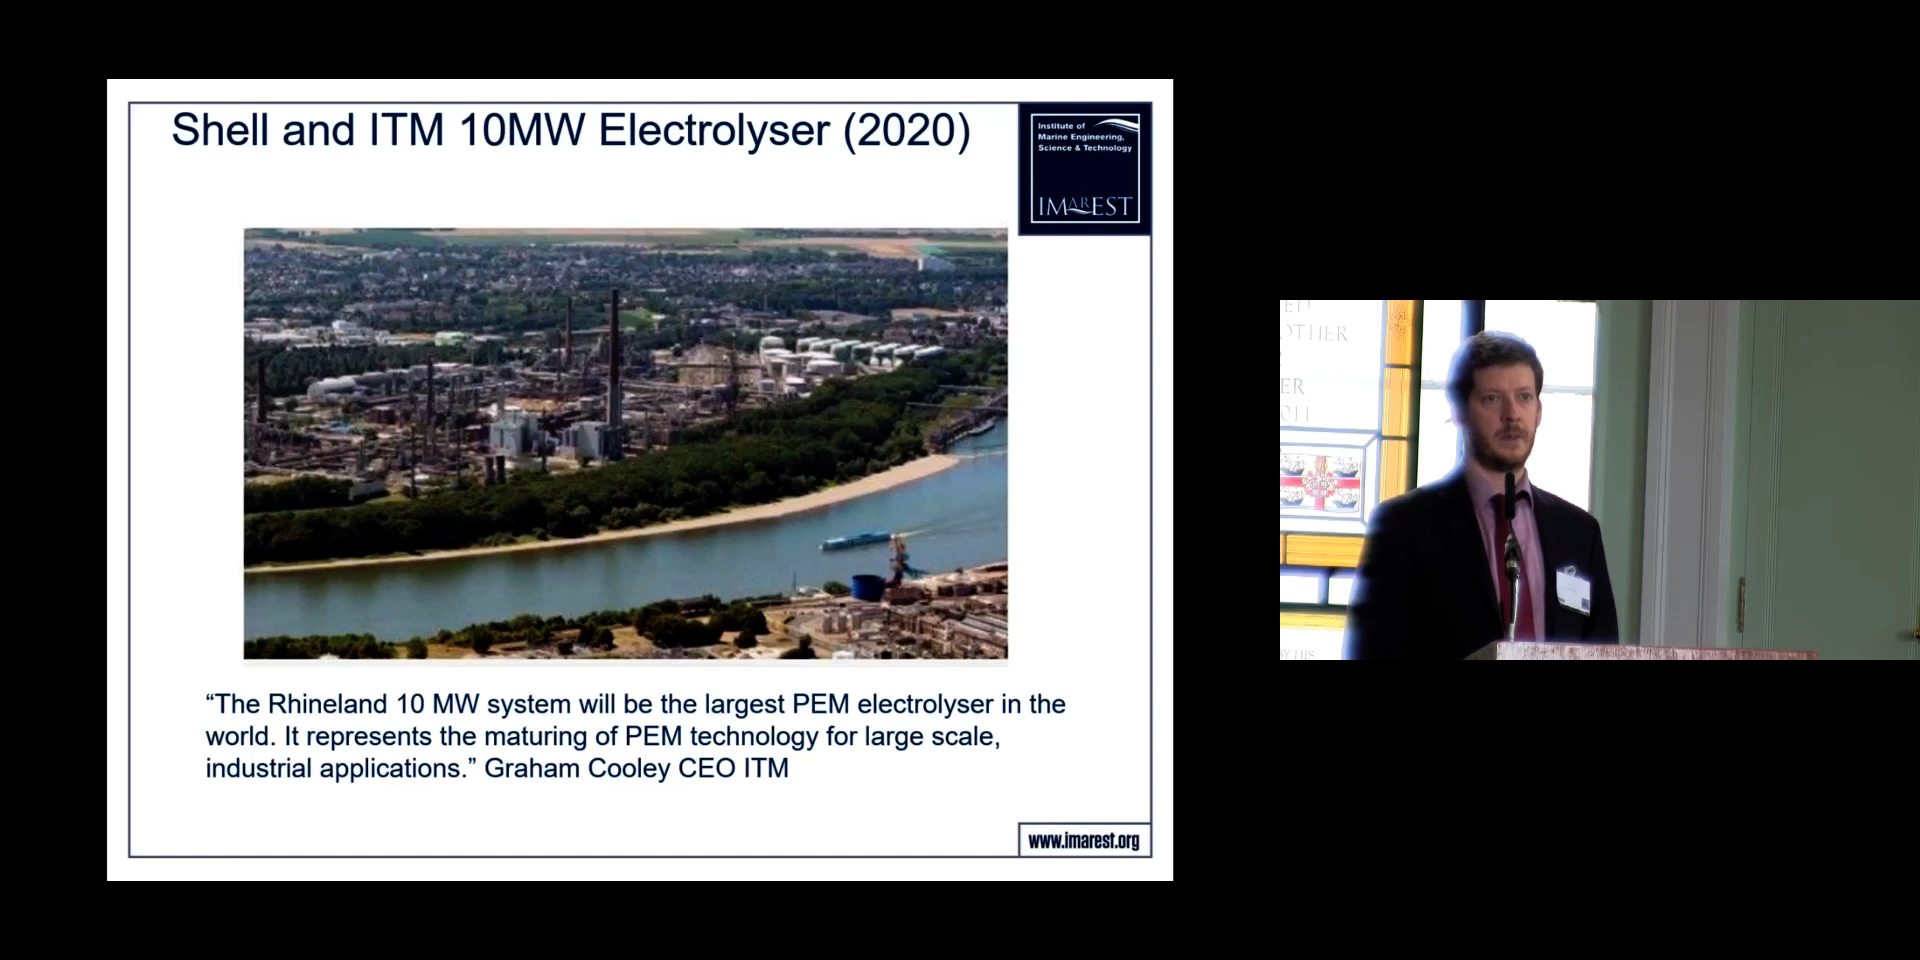 Shell and ITM 10MW Electrolyser (2020)
Institute of
Marine Engineering,
Science & Technology
IMarEST
“The Rhineland 10 MW system will be the largest PEM electrolyser in the
world. It represents the maturing of PEM technology for large scale,
industrial applications.” Graham Cooley CEO ITM
www.imarest.org
OTHER
ER